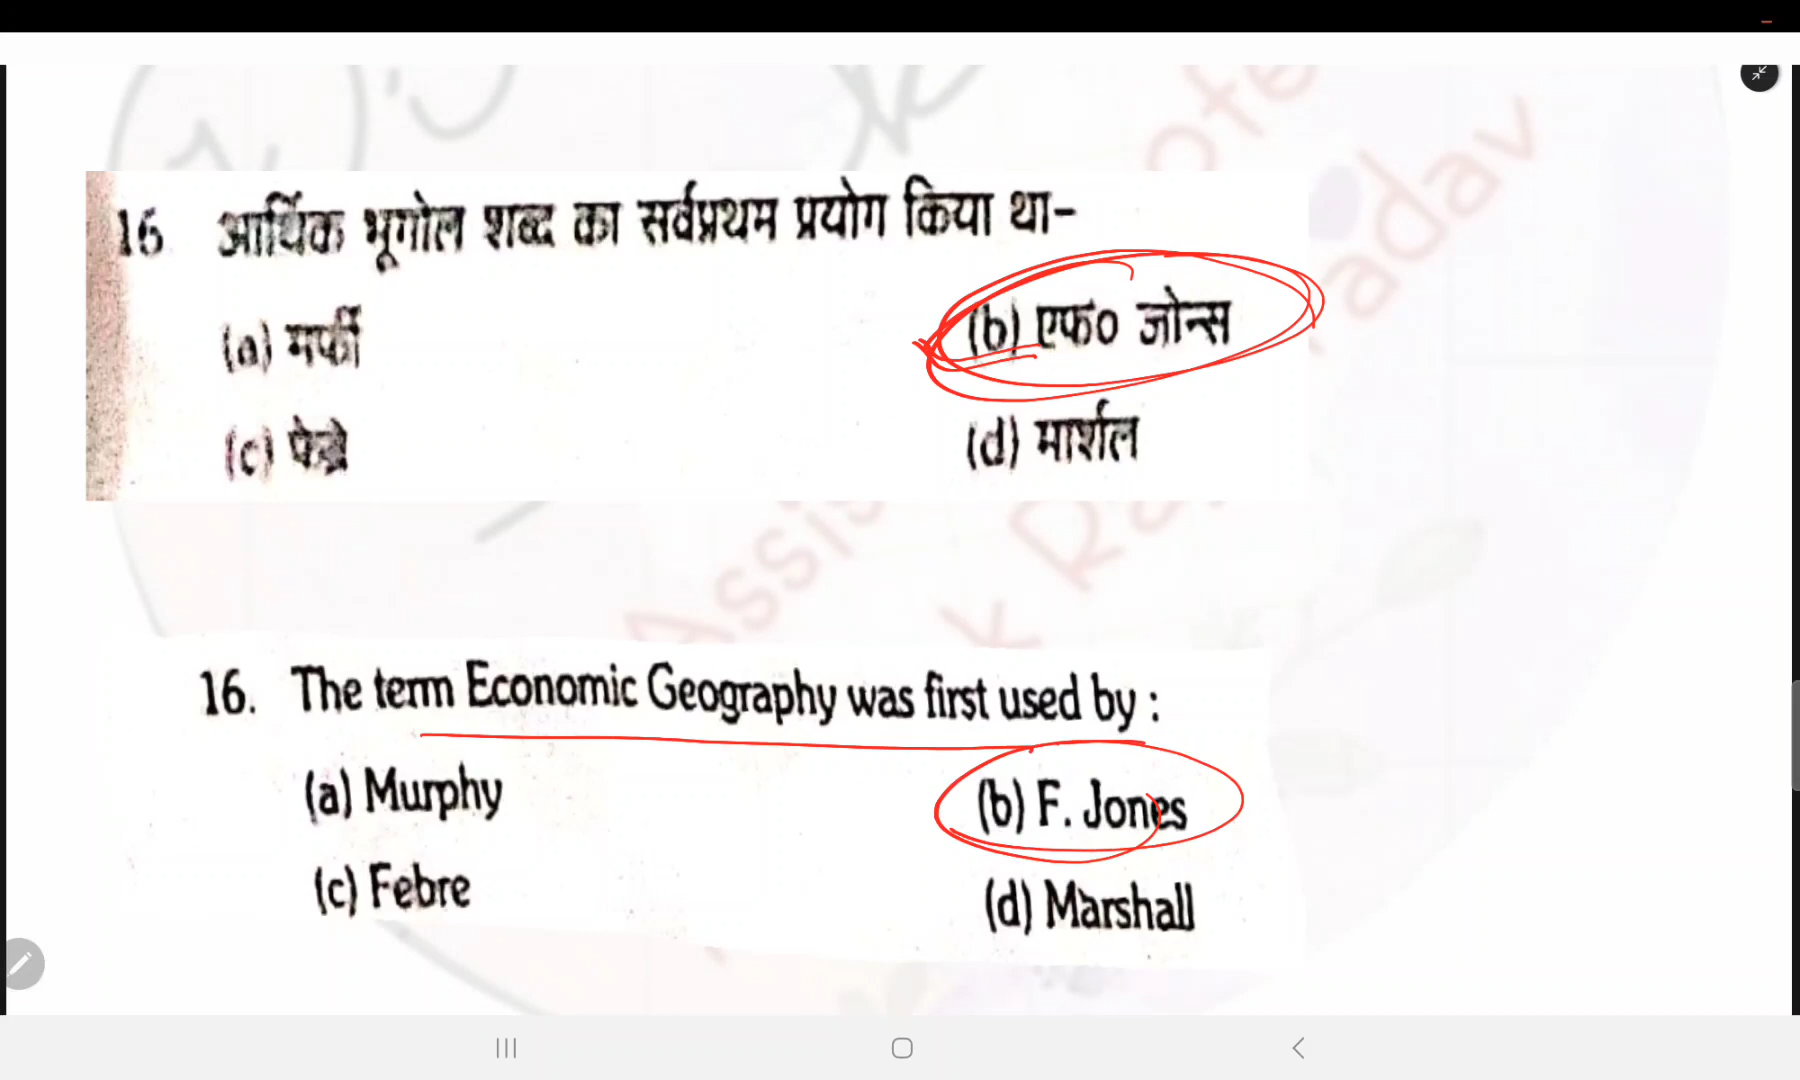 16 आर्थिक भूगोल शब्द का सर्वप्रथम प्रयोग किया था-
(a) मर्फी (b) एफ० जोन्स
(c) फेब्रे (d) मार्शल
16. The term Economic Geography was first used by :
(a) Murphy (b) F. Jones
(c) Febre (d) Marshall